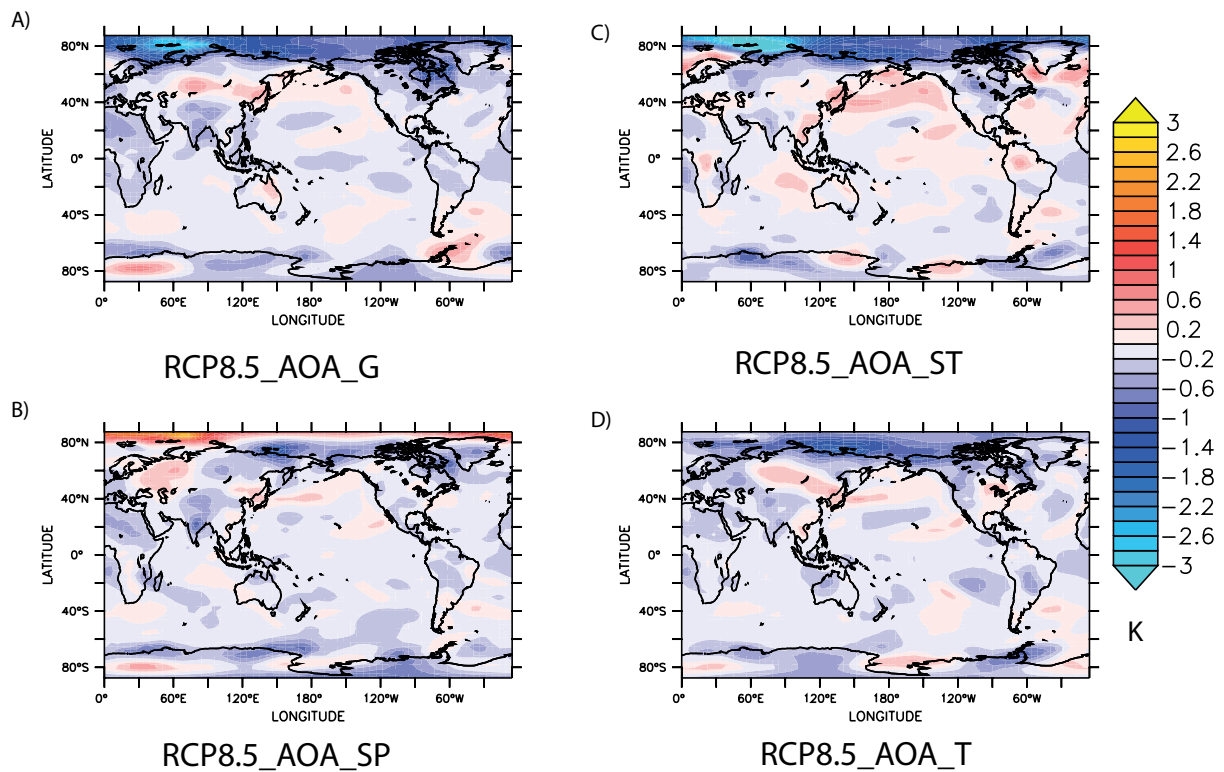 A)
80°N
40°N
0°
40°S
80°S
LATITUDE
0°
60°E
120°E
180°
120°W
60°W
LONGITUDE
RCP8.5_AOA_G
C)
80°N
40°N
0°
40°S
80°S
LATITUDE
0°
60°E
120°E
180°
120°W
60°W
LONGITUDE
RCP8.5_AOA_ST
B)
80°N
40°N
0°
40°S
80°S
LATITUDE
0°
60°E
120°E
180°
120°W
60°W
LONGITUDE
RCP8.5_AOA_SP
D)
80°N
40°N
0°
40°S
80°S
LATITUDE
0°
60°E
120°E
180°
120°W
60°W
LONGITUDE
RCP8.5_AOA_T
3
2.6
2.2
1.8
1.4
1
0.6
0.2
−0.2
−0.6
−1
−1.4
−1.8
−2.2
−2.6
−3
K